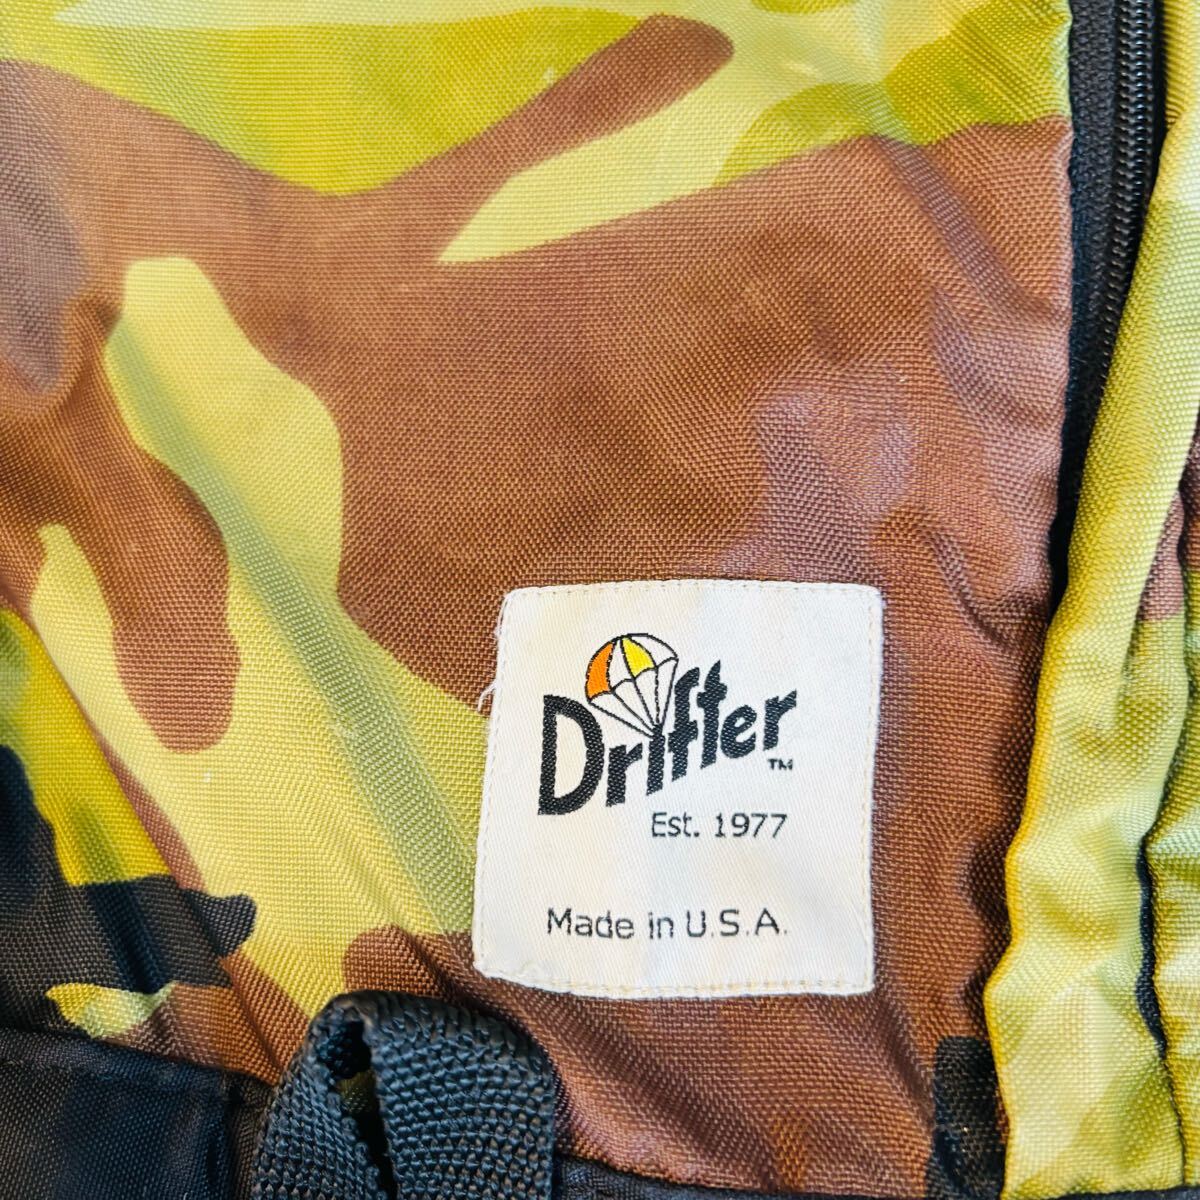 Drifter™
Est. 1977
Made in U.S.A.